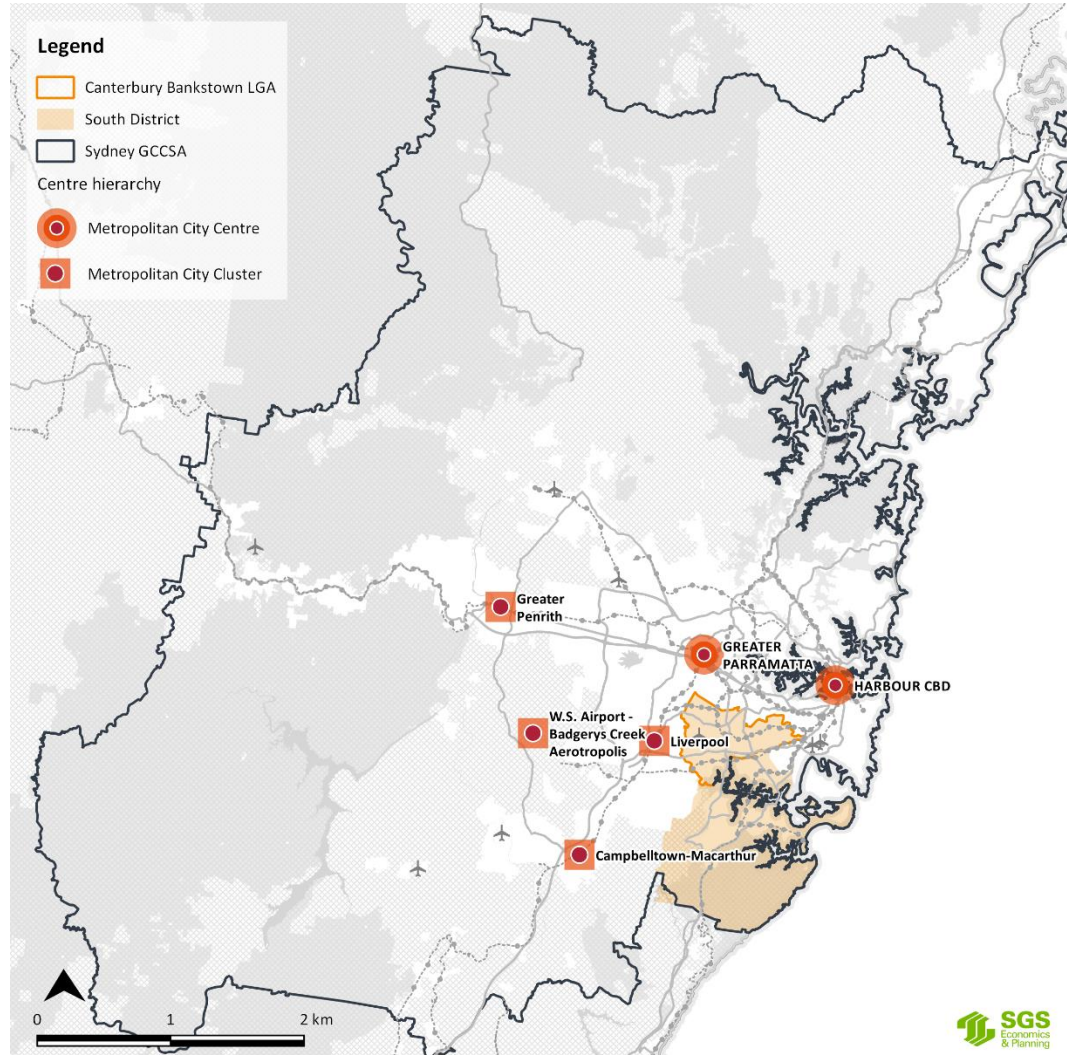 Legend
Canterbury Bankstown LGA
South District
Sydney GCCSA
Centre hierarchy
Metropolitan City Centre
Metropolitan City Cluster
Greater
Penrith
GREATER
PARRAMATTA
HARBOUR CBD
W.S. Airport -
Badgerys Creek
Aerotropolis
Liverpool
Campbelltown-Macarthur
0 1 2 km
SGS
Economics
& Planning